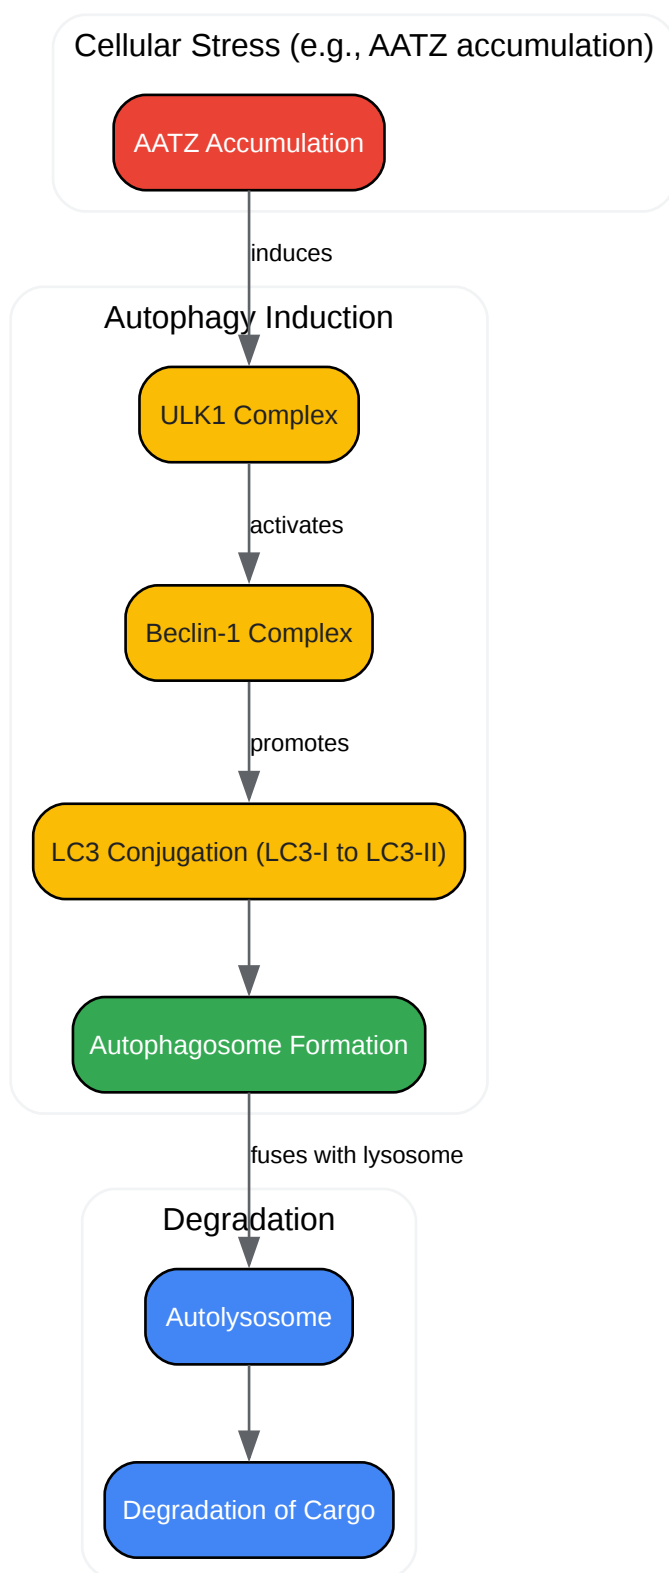 Cellular Stress (e.g., AATZ accumulation)
AATZ Accumulation
induces
Autophagy Induction
ULK1 Complex
activates
Beclin-1 Complex
promotes
LC3 Conjugation (LC3-I to LC3-II)
Autophagosome Formation
fuses with lysosome
Degradation
Autolysosome
Degradation of Cargo